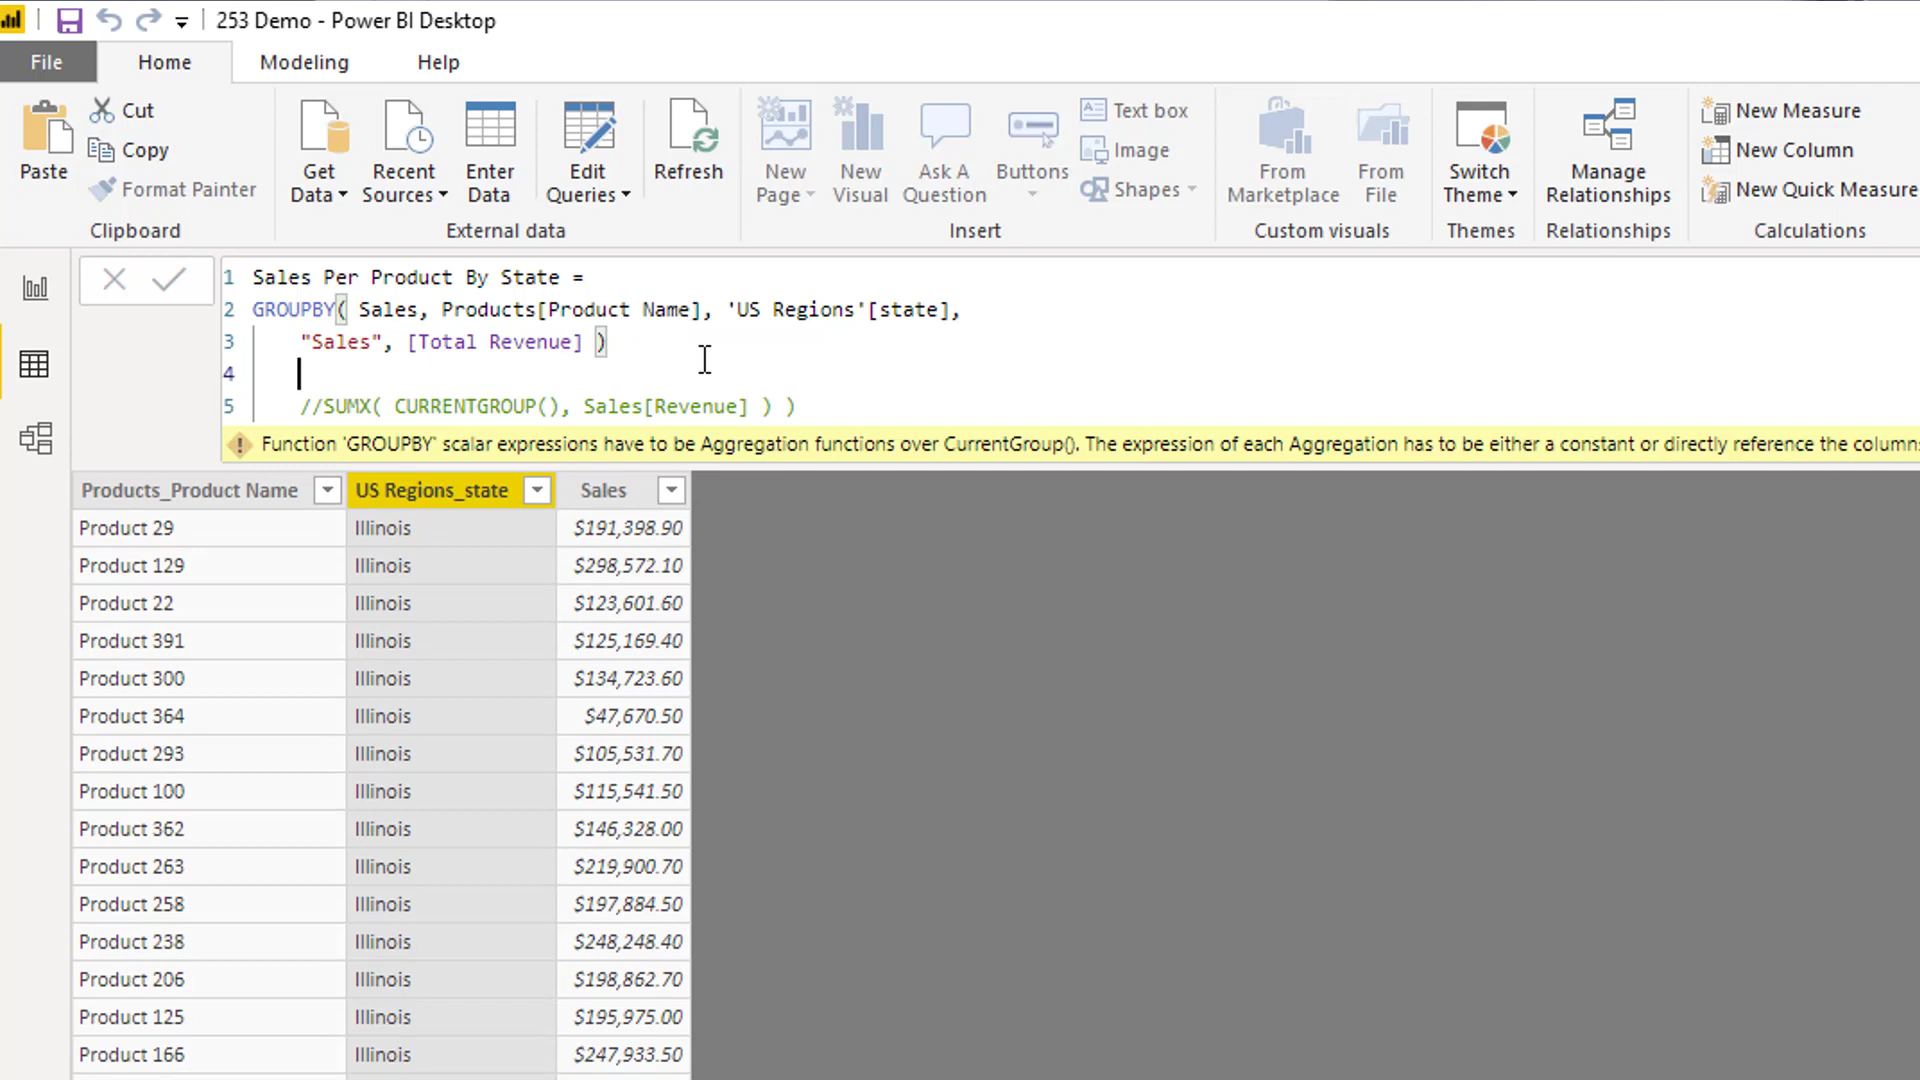 253 Demo - Power BI Desktop
File Home Modeling Help
Paste
Cut
Copy
Format Painter
Clipboard
Get Data
Recent Sources
Enter Data
Edit Queries
Refresh
External data
New Page
New Visual
Ask A Question
Buttons
Text box
Image
Shapes
Insert
From Marketplace
From File
Custom visuals
Switch Theme
Themes
Manage Relationships
Relationships
New Measure
New Column
New Quick Measure
Calculations
1 Sales Per Product By State =
2 GROUPBY( Sales, Products[Product Name], 'US Regions'[state],
3 "Sales", [Total Revenue] )
4
5 //SUMX( CURRENTGROUP(), Sales[Revenue] ) )
Function 'GROUPBY' scalar expressions have to be Aggregation functions over CurrentGroup(). The expression of each Aggregation has to be either a constant or directly reference the column
Products_Product Name US Regions_state Sales
Product 29 Illinois $191,398.90
Product 129 Illinois $298,572.10
Product 22 Illinois $123,601.60
Product 391 Illinois $125,169.40
Product 300 Illinois $134,723.60
Product 364 Illinois $47,670.50
Product 293 Illinois $105,531.70
Product 100 Illinois $115,541.50
Product 362 Illinois $146,328.00
Product 263 Illinois $219,900.70
Product 258 Illinois $197,884.50
Product 238 Illinois $248,248.40
Product 206 Illinois $198,862.70
Product 125 Illinois $195,975.00
Product 166 Illinois $247,933.50